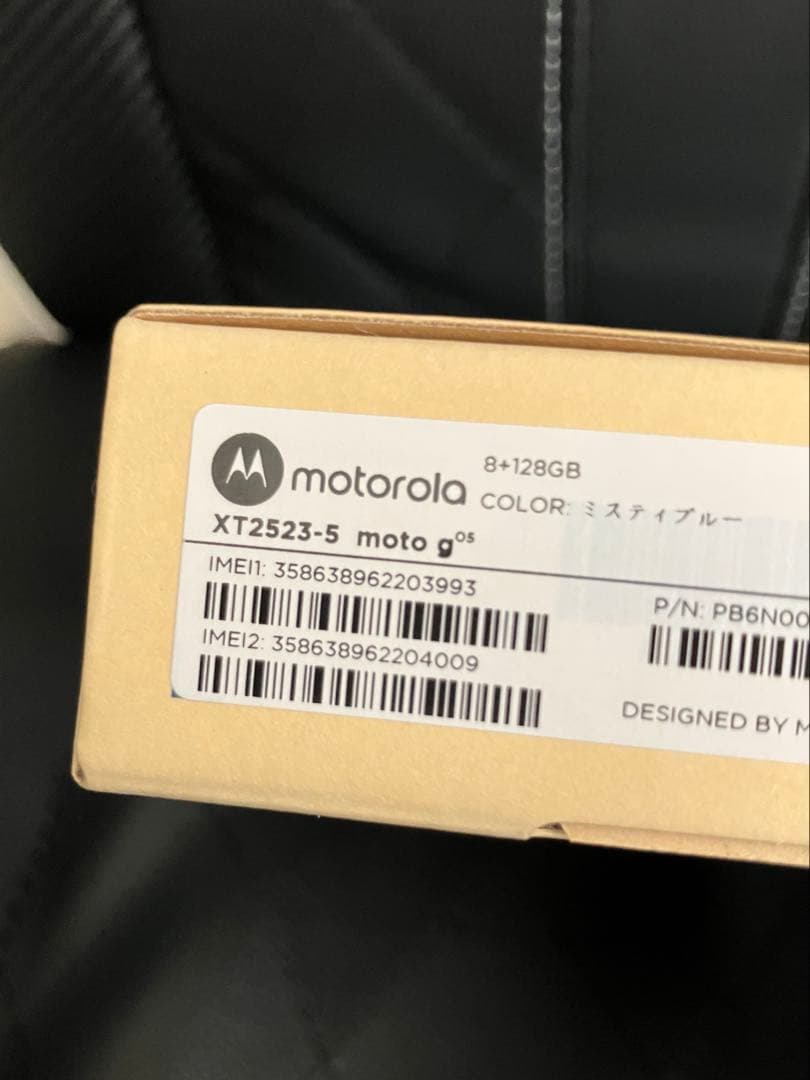 motorola
8+128GB
COLOR: ミスティブルー
XT2523-5 moto g05
IMEI1: 358638962203993
IMEI2: 358638962204009
P/N: PB6N00
DESIGNED BY M